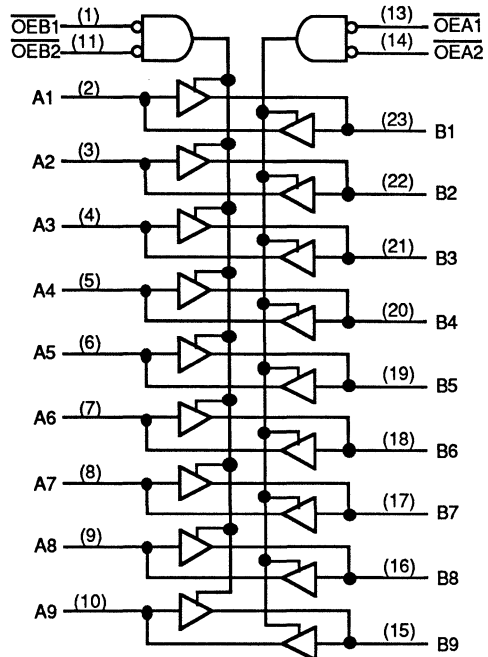 OEB1 (1) (13) OEA1
OEB2 (11) (14) OEA2
A1 (2)
(23) B1
A2 (3)
(22) B2
A3 (4)
(21) B3
A4 (5)
(20) B4
A5 (6)
(19) B5
A6 (7)
(18) B6
A7 (8)
(17) B7
A8 (9)
(16) B8
A9 (10)
(15) B9